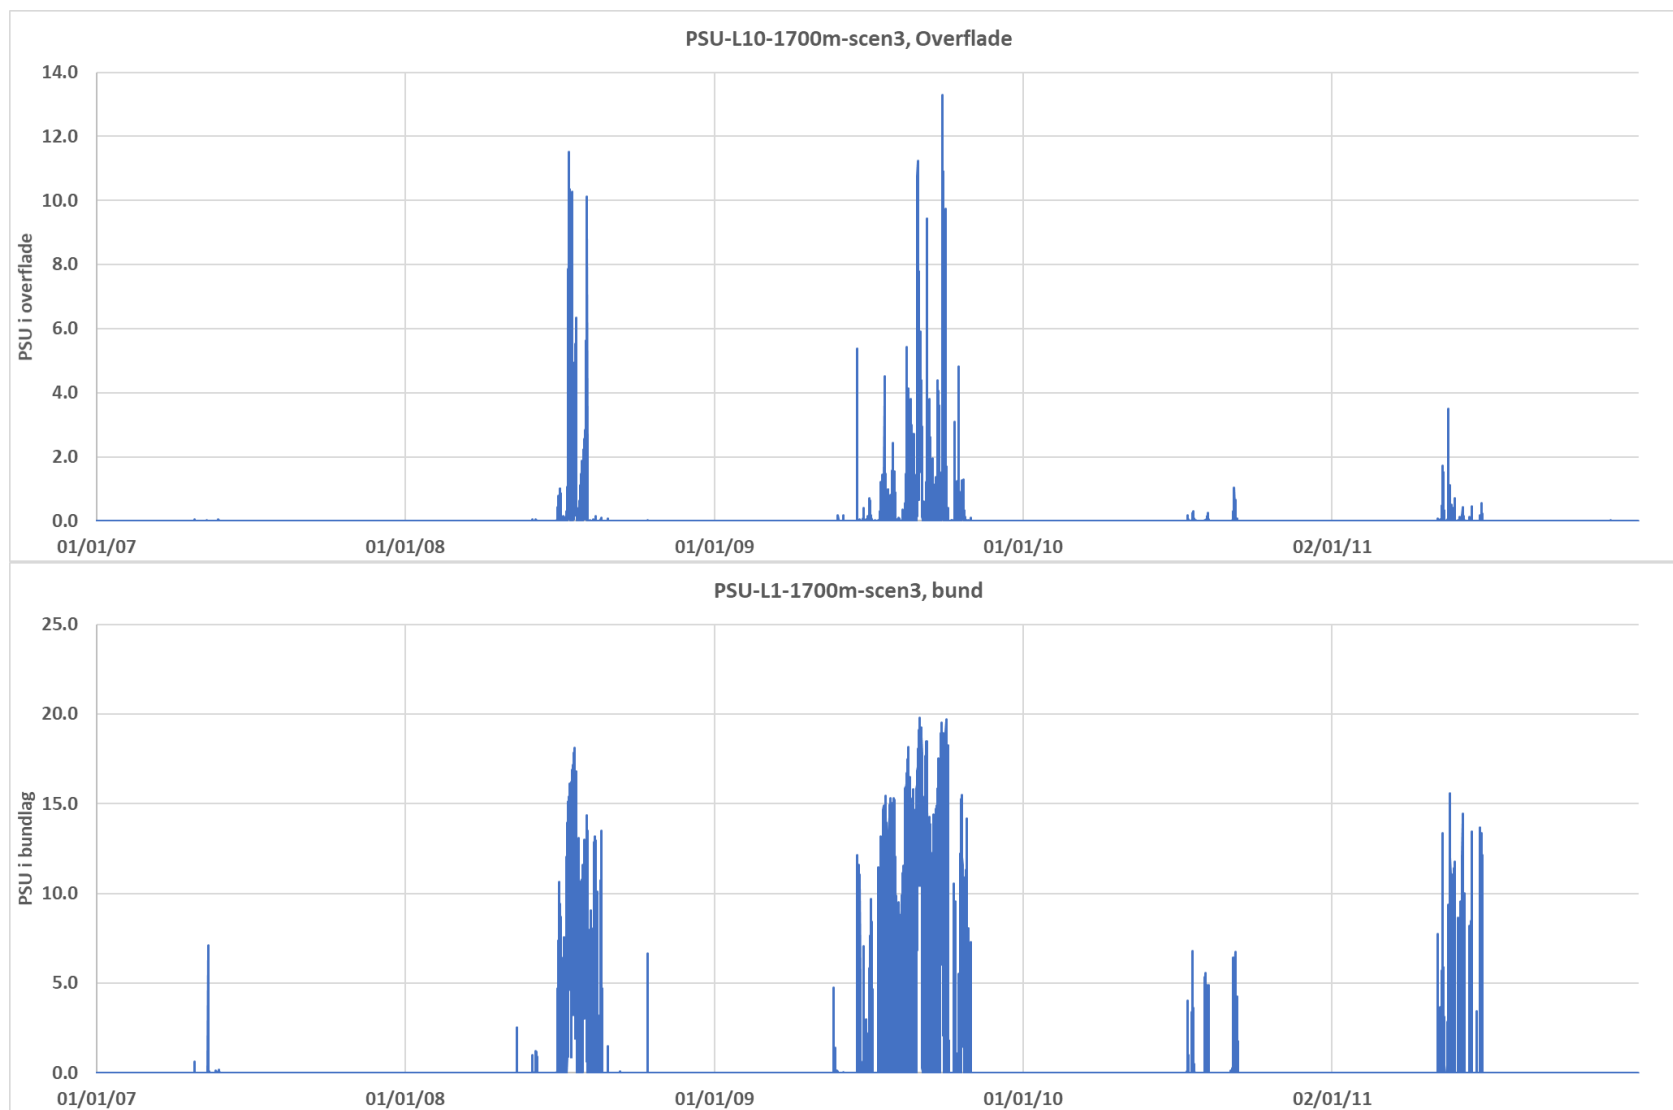 PSU-L10-1700m-scen3, Overflade
PSU i overflade
14.0
12.0
10.0
8.0
6.0
4.0
2.0
0.0
01/01/07 01/01/08 01/01/09 01/01/10 02/01/11
PSU-L1-1700m-scen3, bund
PSU i bundlag
25.0
20.0
15.0
10.0
5.0
0.0
01/01/07 01/01/08 01/01/09 01/01/10 02/01/11